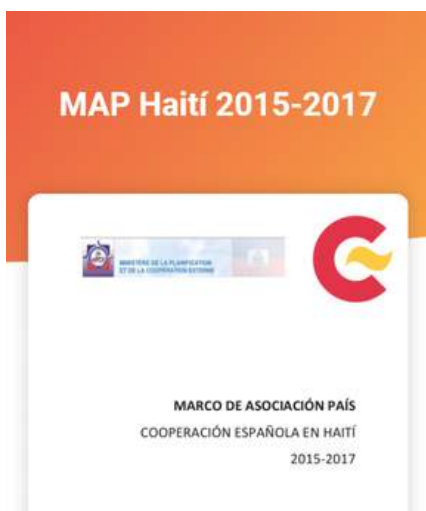 MAP Haití 2015-2017
MINISTÈRE DE LA PLANIFICATION
ET DE LA COOPÉRATION EXTERNE
MARCO DE ASOCIACIÓN PAÍS
COOPERACIÓN ESPAÑOLA EN HAITÍ
2015-2017